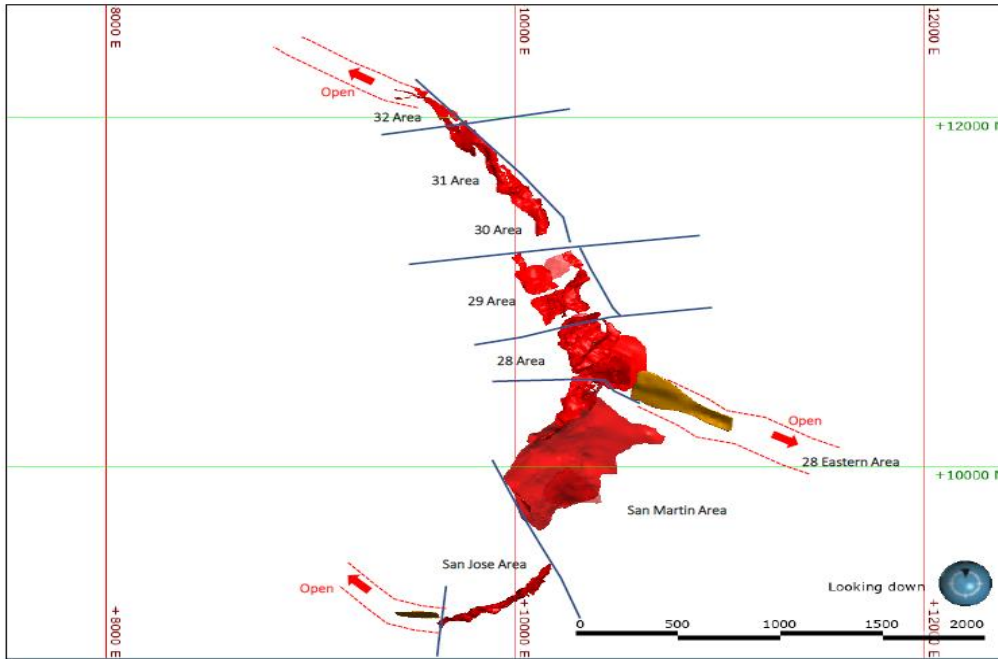 8000 E
10000 E
12000 E
Open
32 Area
+12000 N
31 Area
30 Area
29 Area
28 Area
Open
28 Eastern Area
+10000 N
San Martin Area
San Jose Area
Open
Looking down
0 500 1000 1500 2000
+8000 E
+10000 E
+12000 E